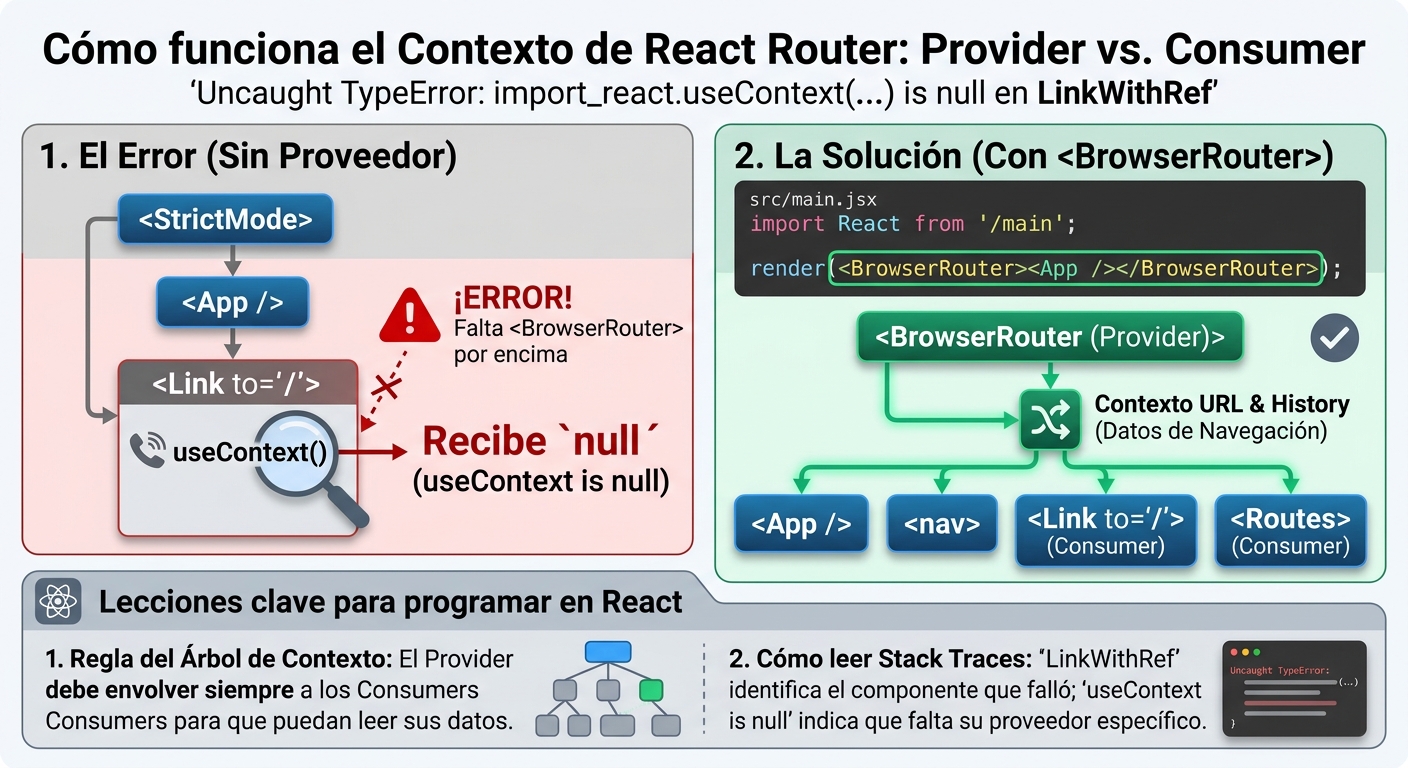 Cómo funciona el Contexto de React Router: Provider vs. Consumer
‘Uncaught TypeError: import_react.useContext(...) is null en LinkWithRef’
1. El Error (Sin Proveedor)
<StrictMode>
<App />
<Link to=‘/’>
useContext()
¡ERROR!
Falta <BrowserRouter>
por encima
Recibe `null´
(useContext is null)
2. La Solución (Con <BrowserRouter>)
src/main.jsx
import React from '/main';
render(<BrowserRouter><App /></BrowserRouter>);
<BrowserRouter (Provider)>
Contexto URL & History
(Datos de Navegación)
<App />
<nav>
<Link to=‘/’>
(Consumer)
<Routes>
(Consumer)
Lecciones clave para programar en React
1. Regla del Árbol de Contexto: El Provider
debe envolver siempre a los Consumers
Consumers para que puedan leer sus datos.
2. Cómo leer Stack Traces: ‘LinkWithRef’
identifica el componente que falló; ‘useContext
is null’ indica que falta su proveedor específico.
Uncaught TypeError:
(...)
}